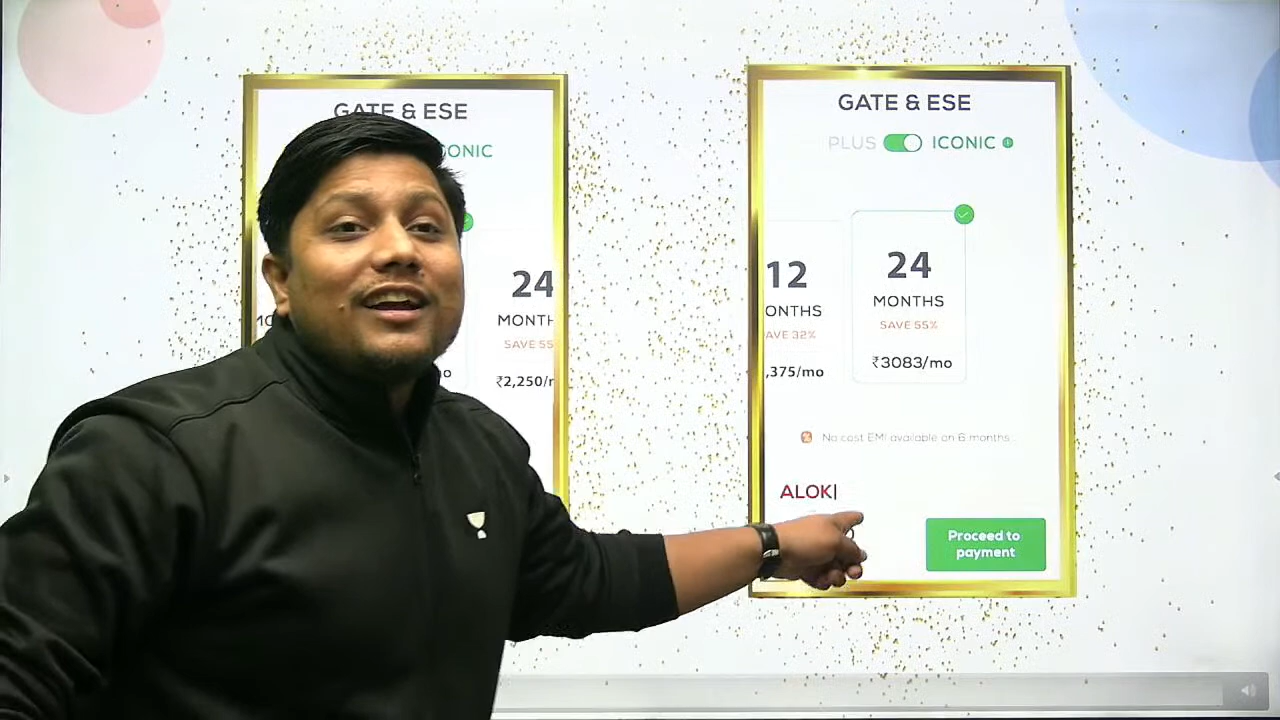 GATE & ESE
ICONIC
24
MONTH
SAVE 55
₹2,250/
GATE & ESE
PLUS ICONIC
12
ONTHS
AVE 32%
,375/mo
24
MONTHS
SAVE 55%
₹3083/mo
No cost EMI available on 6 months...
ALOK
Proceed to
payment